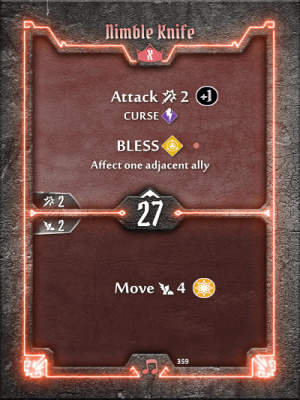 Nimble Knife
X
Attack 2 +1
CURSE
BLESS
Affect one adjacent ally
2
27
2
Move 4
359